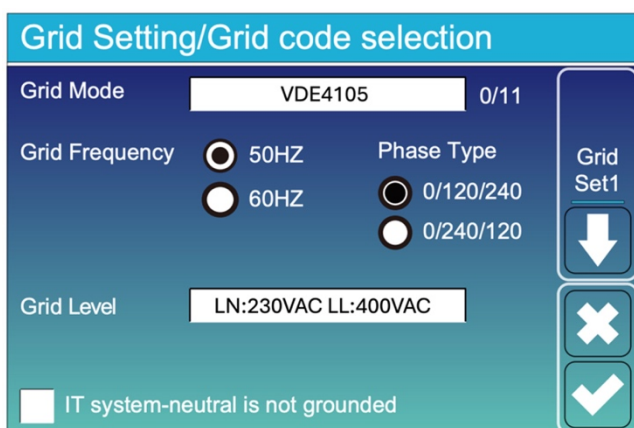 Grid Setting/Grid code selection
Grid Mode VDE4105 0/11
Grid Frequency 50HZ Phase Type
60HZ 0/120/240
0/240/120
Grid Level LN:230VAC LL:400VAC
IT system-neutral is not grounded
Grid
Set1